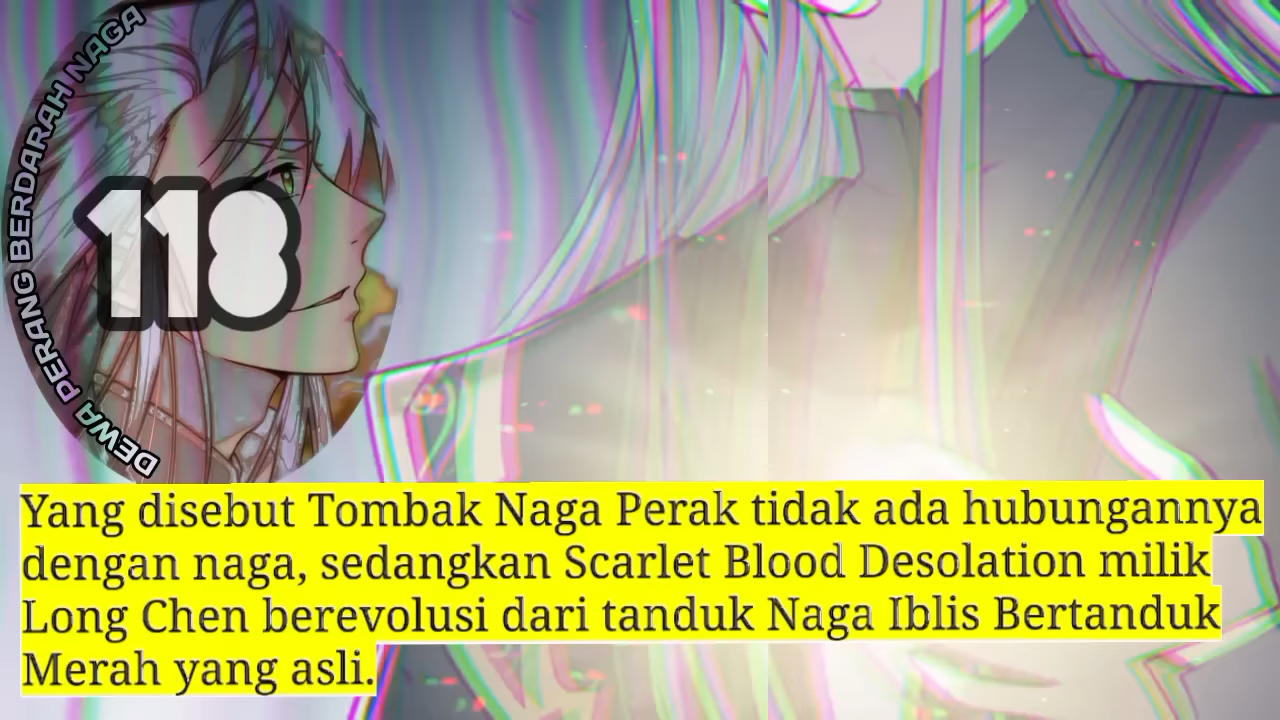 DEWA PERANG BERDARAH NAGA
118
Yang disebut Tombak Naga Perak tidak ada hubungannya
dengan naga, sedangkan Scarlet Blood Desolation milik
Long Chen berevolusi dari tanduk Naga Iblis Bertanduk
Merah yang asli.